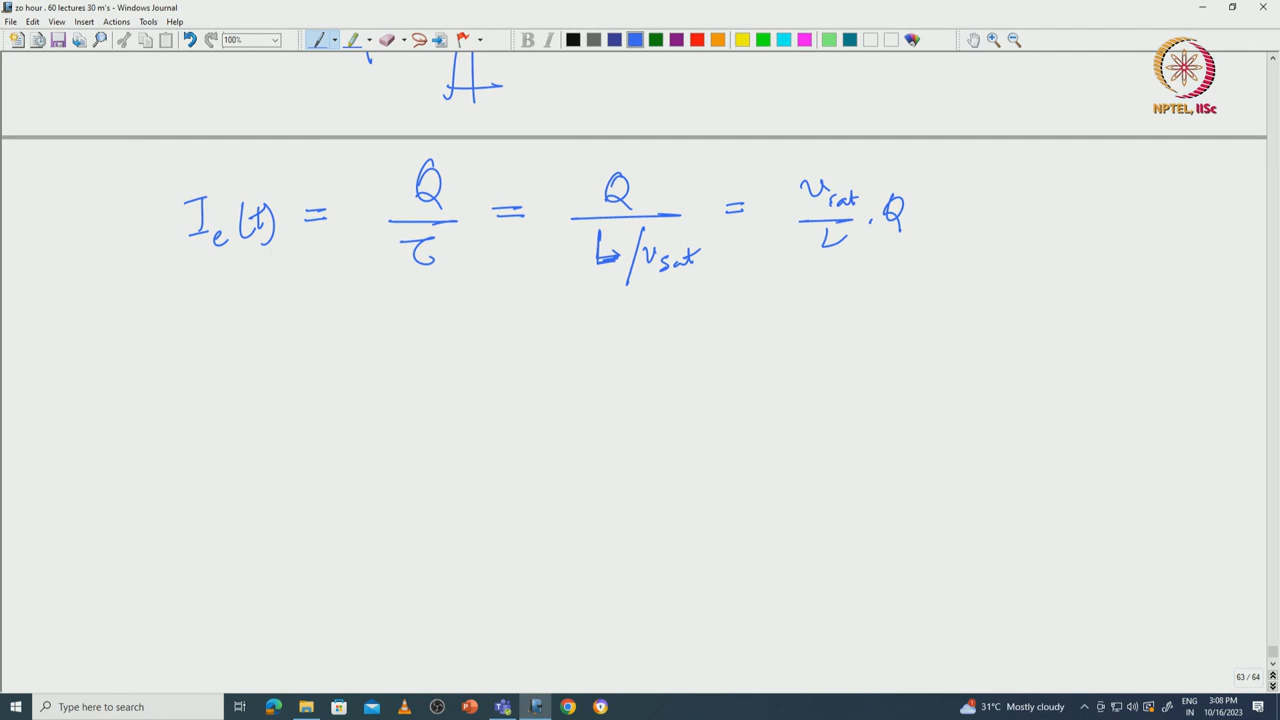 zo hour , 60 lectures 30 m's - Windows Journal
File Edit View Insert Actions Tools Help
100%
B I
NPTEL, IISc
I_e(t) = Q/τ = Q/(L/v_sat) = v_sat/L . Q
63 / 64
Type here to search
31°C Mostly cloudy
ENG
IN
3:08 PM
10/16/2023